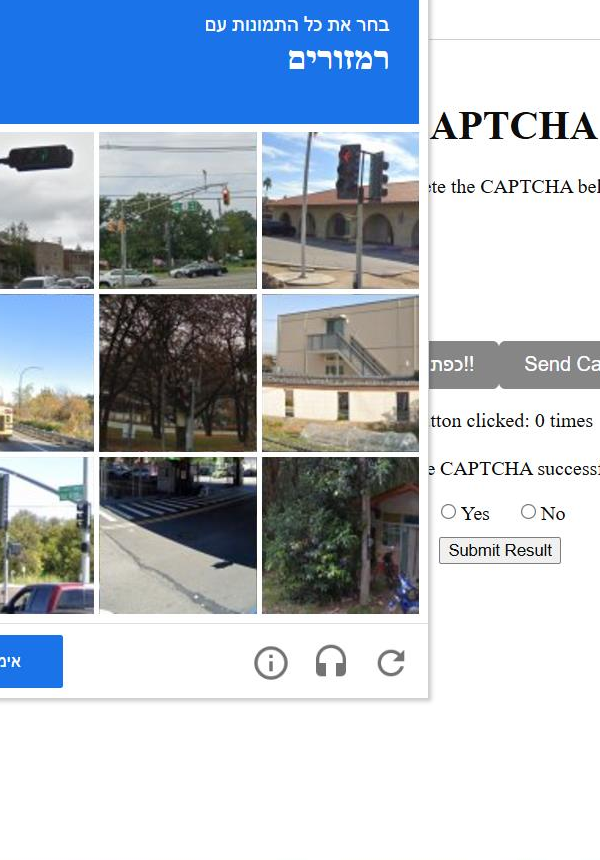 בחר את כל התמונות עם
רמזורים
אימ
APTCHA
ete the CAPTCHA bel
כפת!!
Send Ca
tton clicked: 0 times
e CAPTCHA successf
Yes
No
Submit Result